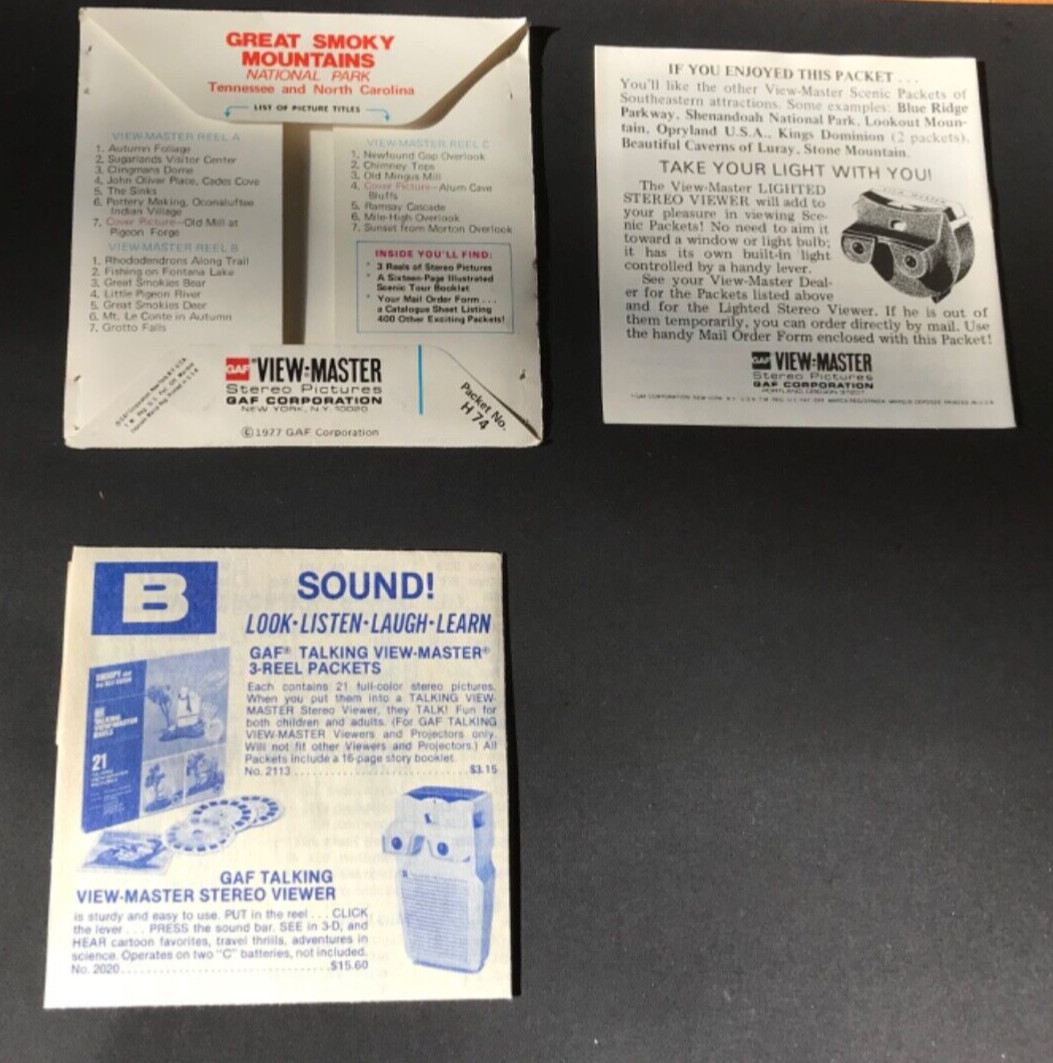 GREAT SMOKY
MOUNTAINS
NATIONAL PARK
Tennessee and North Carolina
LIST OF PICTURE TITLES
VIEW-MASTER REEL A
1. Autumn Foliage
2. Sugarlands Visitor Center
3. Clingmans Dome
4. John Oliver Place, Cades Cove
5. The Sinks
6. Pottery Making, Oconaluftee
Indian Village
7. Cover Picture—Old Mill at
Pigeon Forge
VIEW-MASTER REEL B
1. Rhododendrons Along Trail
2. Fishing on Fontana Lake
3. Great Smokies Bear
4. Little Pigeon River
5. Great Smokies Deer
6. Mt. Le Conte in Autumn
7. Grotto Falls
VIEW-MASTER REEL C
1. Newfound Gap Overlook
2. Chimney Tops
3. Old Mingus Mill
4. Cover Picture—Alum Cave
Bluffs
5. Ramsay Cascade
6. Mile-High Overlook
7. Sunset from Morton Overlook
INSIDE YOU'LL FIND:
* 3 Reels of Stereo Pictures
* A Sixteen-Page Illustrated
Scenic Tour Booklet
* Your Mail Order Form . . .
a Catalogue Sheet Listing
400 Other Exciting Packets!
GAF ® VIEW-MASTER
Stereo Pictures
GAF CORPORATION
NEW YORK, N.Y. 10020
©1977 GAF Corporation
Packet No.
H 74
IF YOU ENJOYED THIS PACKET . . .
You'll like the other View-Master Scenic Packets of
Southeastern attractions. Some examples: Blue Ridge
Parkway, Shenandoah National Park, Lookout Moun-
tain, Opryland U.S.A., Kings Dominion (2 packets),
Beautiful Caverns of Luray, Stone Mountain.
TAKE YOUR LIGHT WITH YOU!
The View-Master LIGHTED
STEREO VIEWER will add to
your pleasure in viewing Sce-
nic Packets! No need to aim it
toward a window or light bulb;
it has its own built-in light
controlled by a handy lever.
See your View-Master Deal-
er for the Packets listed above
and for the Lighted Stereo Viewer. If he is out of
them temporarily, you can order directly by mail. Use
the handy Mail Order Form enclosed with this Packet!
GAF VIEW-MASTER
Stereo Pictures
GAF CORPORATION
PORTLAND, OREGON 97207
B
SOUND!
LOOK·LISTEN·LAUGH·LEARN
GAF® TALKING VIEW-MASTER®
3-REEL PACKETS
Each contains 21 full-color stereo pictures.
When you put them into a TALKING VIEW-
MASTER Stereo Viewer, they TALK! Fun for
both children and adults. (For GAF TALKING
VIEW-MASTER Viewers and Projectors only.
Will not fit other Viewers and Projectors.) All
Packets include a 16-page story booklet.
No. 2113 . . . . . . . . . . . . . . . . . . . . . . . . $3.15
SNOOPY and
the Red Baron
TALKING
VIEW-MASTER
REELS
21
GAF TALKING
VIEW-MASTER STEREO VIEWER
is sturdy and easy to use. PUT in the reel . . . CLICK
the lever . . . PRESS the sound bar. SEE in 3-D, and
HEAR cartoon favorites, travel thrills, adventures in
science. Operates on two "C" batteries, not included.
No. 2020. . . . . . . . . . . . . . . . . . . . . . . . . . . . . . $15.60